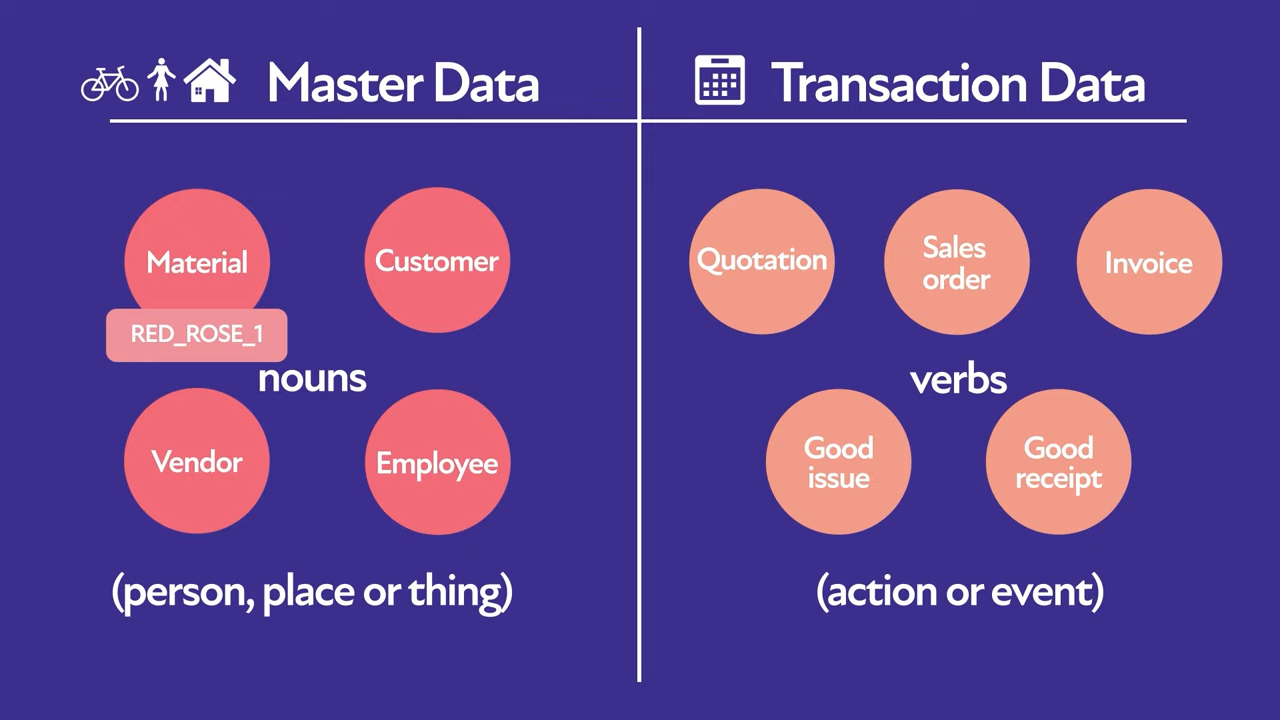 Master Data
Transaction Data
Material
RED_ROSE_1
Customer
nouns
Vendor
Employee
(person, place or thing)
Quotation
Sales
order
Invoice
verbs
Good
issue
Good
receipt
(action or event)